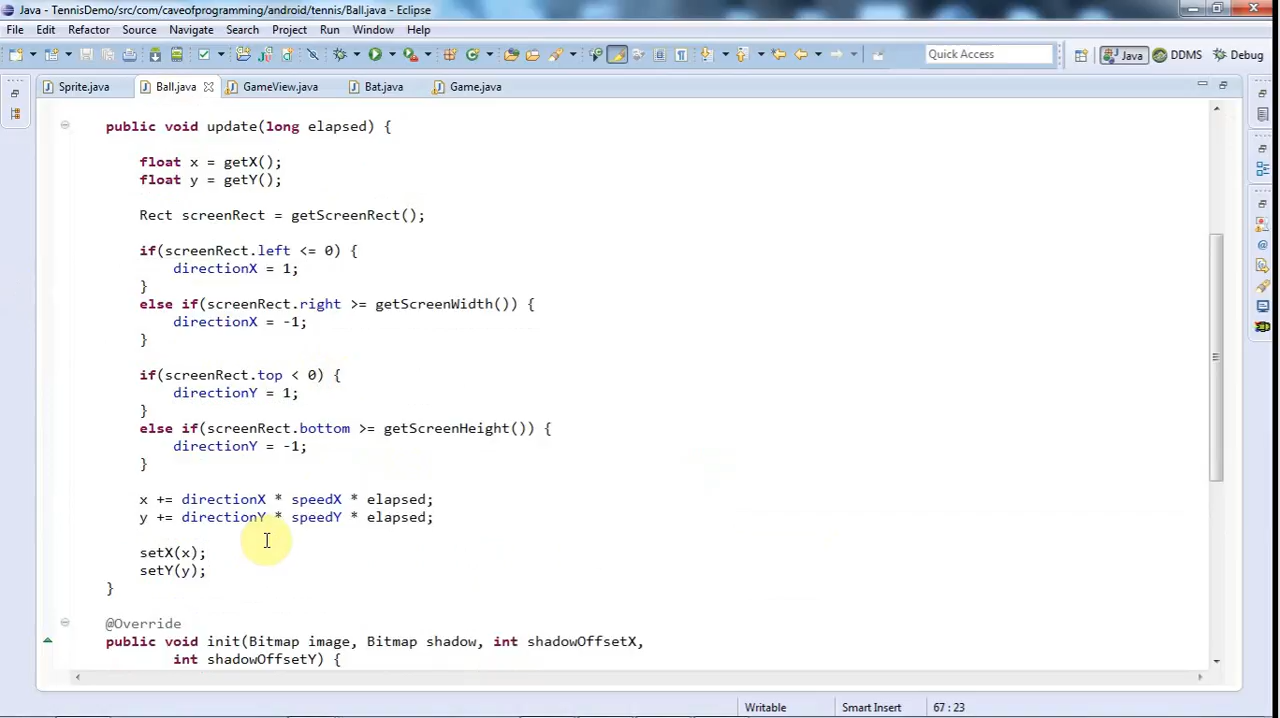 Java - TennisDemo/src/com/caveofprogramming/android/tennis/Ball.java - Eclipse
File Edit Refactor Source Navigate Search Project Run Window Help
Quick Access Java DDMS Debug
Sprite.java Ball.java GameView.java Bat.java Game.java
public void update(long elapsed) {
float x = getX();
float y = getY();
Rect screenRect = getScreenRect();
if(screenRect.left <= 0) {
directionX = 1;
}
else if(screenRect.right >= getScreenWidth()) {
directionX = -1;
}
if(screenRect.top < 0) {
directionY = 1;
}
else if(screenRect.bottom >= getScreenHeight()) {
directionY = -1;
}
x += directionX * speedX * elapsed;
y += directionY * speedY * elapsed;
setX(x);
setY(y);
}
@Override
public void init(Bitmap image, Bitmap shadow, int shadowOffsetX,
int shadowOffsetY) {
Writable Smart Insert 67 : 23